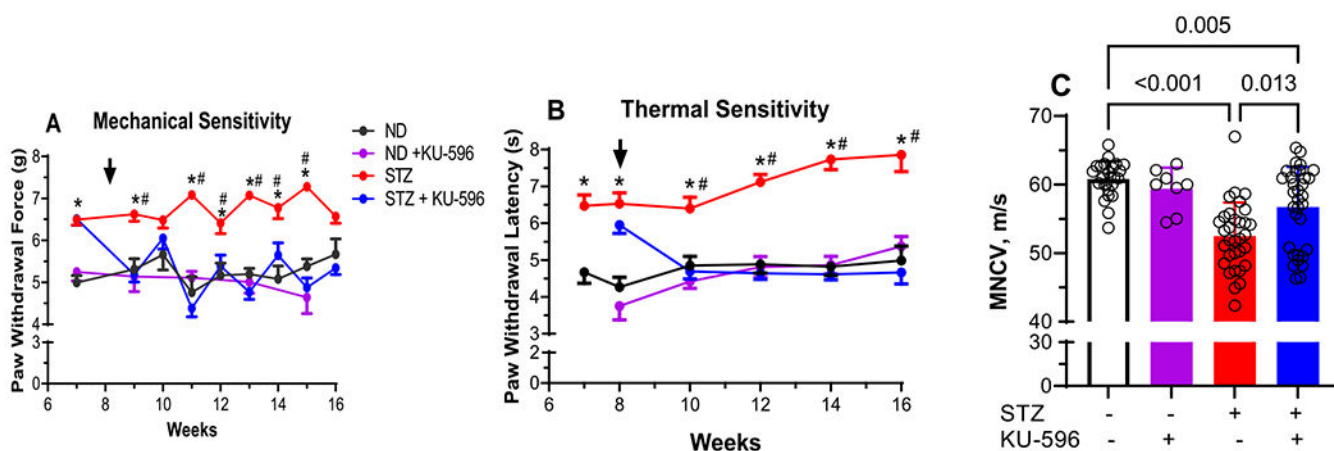 A Mechanical Sensitivity
Paw Withdrawal Force (g)
8
7
6
5
4
3
0
* *# *# # * *# # * # *
6 8 10 12 14 16
Weeks
ND
ND +KU-596
STZ
STZ + KU-596
B Thermal Sensitivity
Paw Withdrawal Latency (s)
8
7
6
5
4
3
2
0
* * *# *# *# *#
6 8 10 12 14 16
Weeks
C
0.005
<0.001 0.013
MNCV, m/s
70
60
50
40
30
0
STZ - - + +
KU-596 - + - +